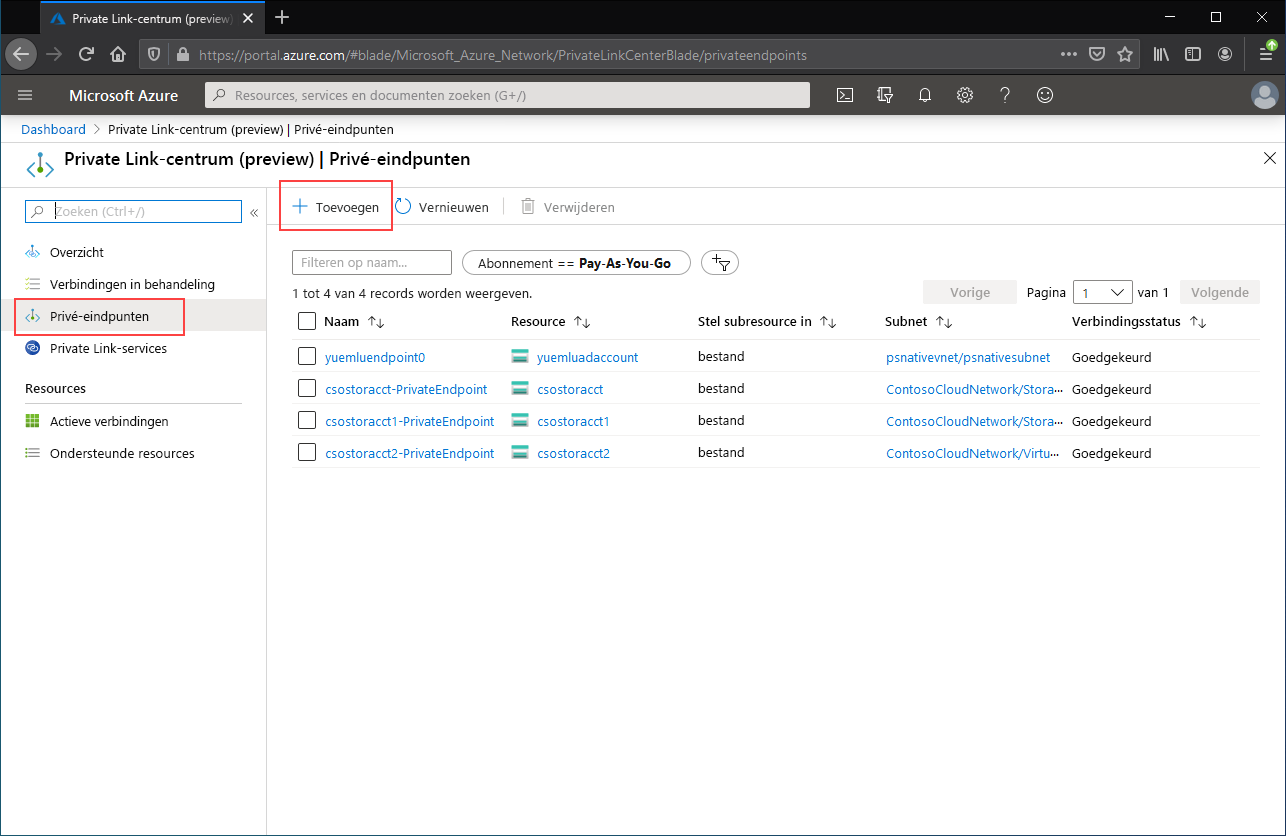 Private Link-centrum (preview)
https://portal.azure.com/#blade/Microsoft_Azure_Network/PrivateLinkCenterBlade/privateendpoints
Microsoft Azure
Resources, services en documenten zoeken (G+/)
Dashboard > Private Link-centrum (preview) | Privé-eindpunten
Private Link-centrum (preview) | Privé-eindpunten
Zoeken (Ctrl+/) «
Overzicht
Verbindingen in behandeling
Privé-eindpunten
Private Link-services
Resources
Actieve verbindingen
Ondersteunde resources
Toevoegen Vernieuwen Verwijderen
Filteren op naam... Abonnement == Pay-As-You-Go
1 tot 4 van 4 records worden weergeven. Vorige Pagina 1 van 1 Volgende
Naam Resource Stel subresource in Subnet Verbindingsstatus
yuemluendpoint0 yuemluadaccount bestand psnativevnet/psnativesubnet Goedgekeurd
csostoracct-PrivateEndpoint csostoracct bestand ContosoCloudNetwork/Stora... Goedgekeurd
csostoracct1-PrivateEndpoint csostoracct1 bestand ContosoCloudNetwork/Stora... Goedgekeurd
csostoracct2-PrivateEndpoint csostoracct2 bestand ContosoCloudNetwork/Virtu... Goedgekeurd